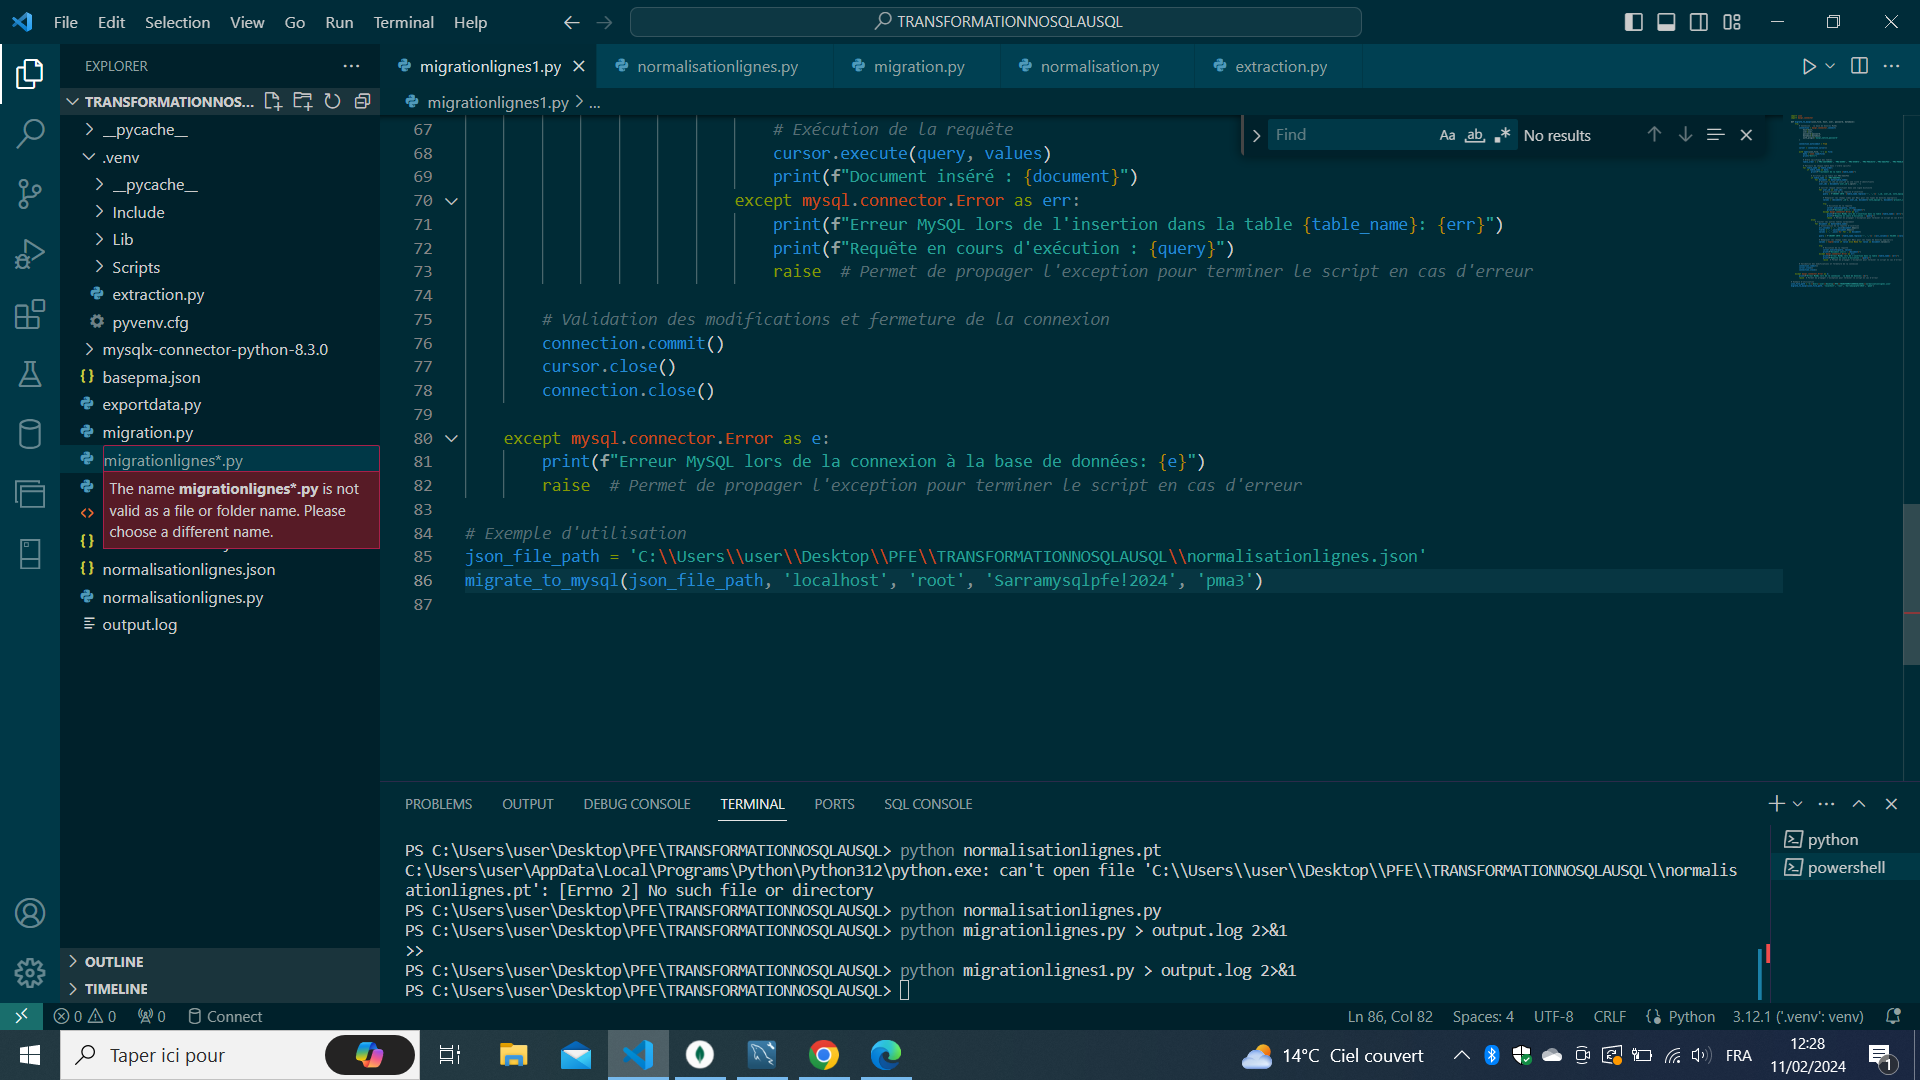 File Edit Selection View Go Run Terminal Help
TRANSFORMATIONNOSQLAUSQL
EXPLORER
TRANSFORMATIONNOS...
__pycache__
.venv
__pycache__
Include
Lib
Scripts
extraction.py
pyvenv.cfg
mysqlx-connector-python-8.3.0
basepma.json
exportdata.py
migration.py
migrationlignes*.py
The name migrationlignes*.py is not
valid as a file or folder name. Please
choose a different name.
normalisationlignes.json
normalisationlignes.py
output.log
OUTLINE
TIMELINE
migrationlignes1.py
normalisationlignes.py
migration.py
normalisation.py
extraction.py
migrationlignes1.py > ...
Find
Aa ab
No results
67 # Exécution de la requête
68 cursor.execute(query, values)
69 print(f"Document inséré : {document}")
70 except mysql.connector.Error as err:
71 print(f"Erreur MySQL lors de l'insertion dans la table {table_name}: {err}")
72 print(f"Requête en cours d'exécution : {query}")
73 raise # Permet de propager l'exception pour terminer le script en cas d'erreur
74
75 # Validation des modifications et fermeture de la connexion
76 connection.commit()
77 cursor.close()
78 connection.close()
79
80 except mysql.connector.Error as e:
81 print(f"Erreur MySQL lors de la connexion à la base de données: {e}")
82 raise # Permet de propager l'exception pour terminer le script en cas d'erreur
83
84 # Exemple d'utilisation
85 json_file_path = 'C:\\Users\\user\\Desktop\\PFE\\TRANSFORMATIONNOSQLAUSQL\\normalisationlignes.json'
86 migrate_to_mysql(json_file_path, 'localhost', 'root', 'Sarramysqlpfe!2024', 'pma3')
87
PROBLEMS OUTPUT DEBUG CONSOLE TERMINAL PORTS SQL CONSOLE
PS C:\Users\user\Desktop\PFE\TRANSFORMATIONNOSQLAUSQL> python normalisationlignes.pt
C:\Users\user\AppData\Local\Programs\Python\Python312\python.exe: can't open file 'C:\\Users\\user\\Desktop\\PFE\\TRANSFORMATIONNOSQLAUSQL\\normalis
ationlignes.pt': [Errno 2] No such file or directory
PS C:\Users\user\Desktop\PFE\TRANSFORMATIONNOSQLAUSQL> python normalisationlignes.py
PS C:\Users\user\Desktop\PFE\TRANSFORMATIONNOSQLAUSQL> python migrationlignes.py > output.log 2>&1
>>
PS C:\Users\user\Desktop\PFE\TRANSFORMATIONNOSQLAUSQL> python migrationlignes1.py > output.log 2>&1
PS C:\Users\user\Desktop\PFE\TRANSFORMATIONNOSQLAUSQL>
python
powershell
0 0 0 Connect
Ln 86, Col 82 Spaces: 4 UTF-8 CRLF Python 3.12.1 ('.venv': venv)
Taper ici pour
14°C Ciel couvert
FRA
12:28
11/02/2024
1